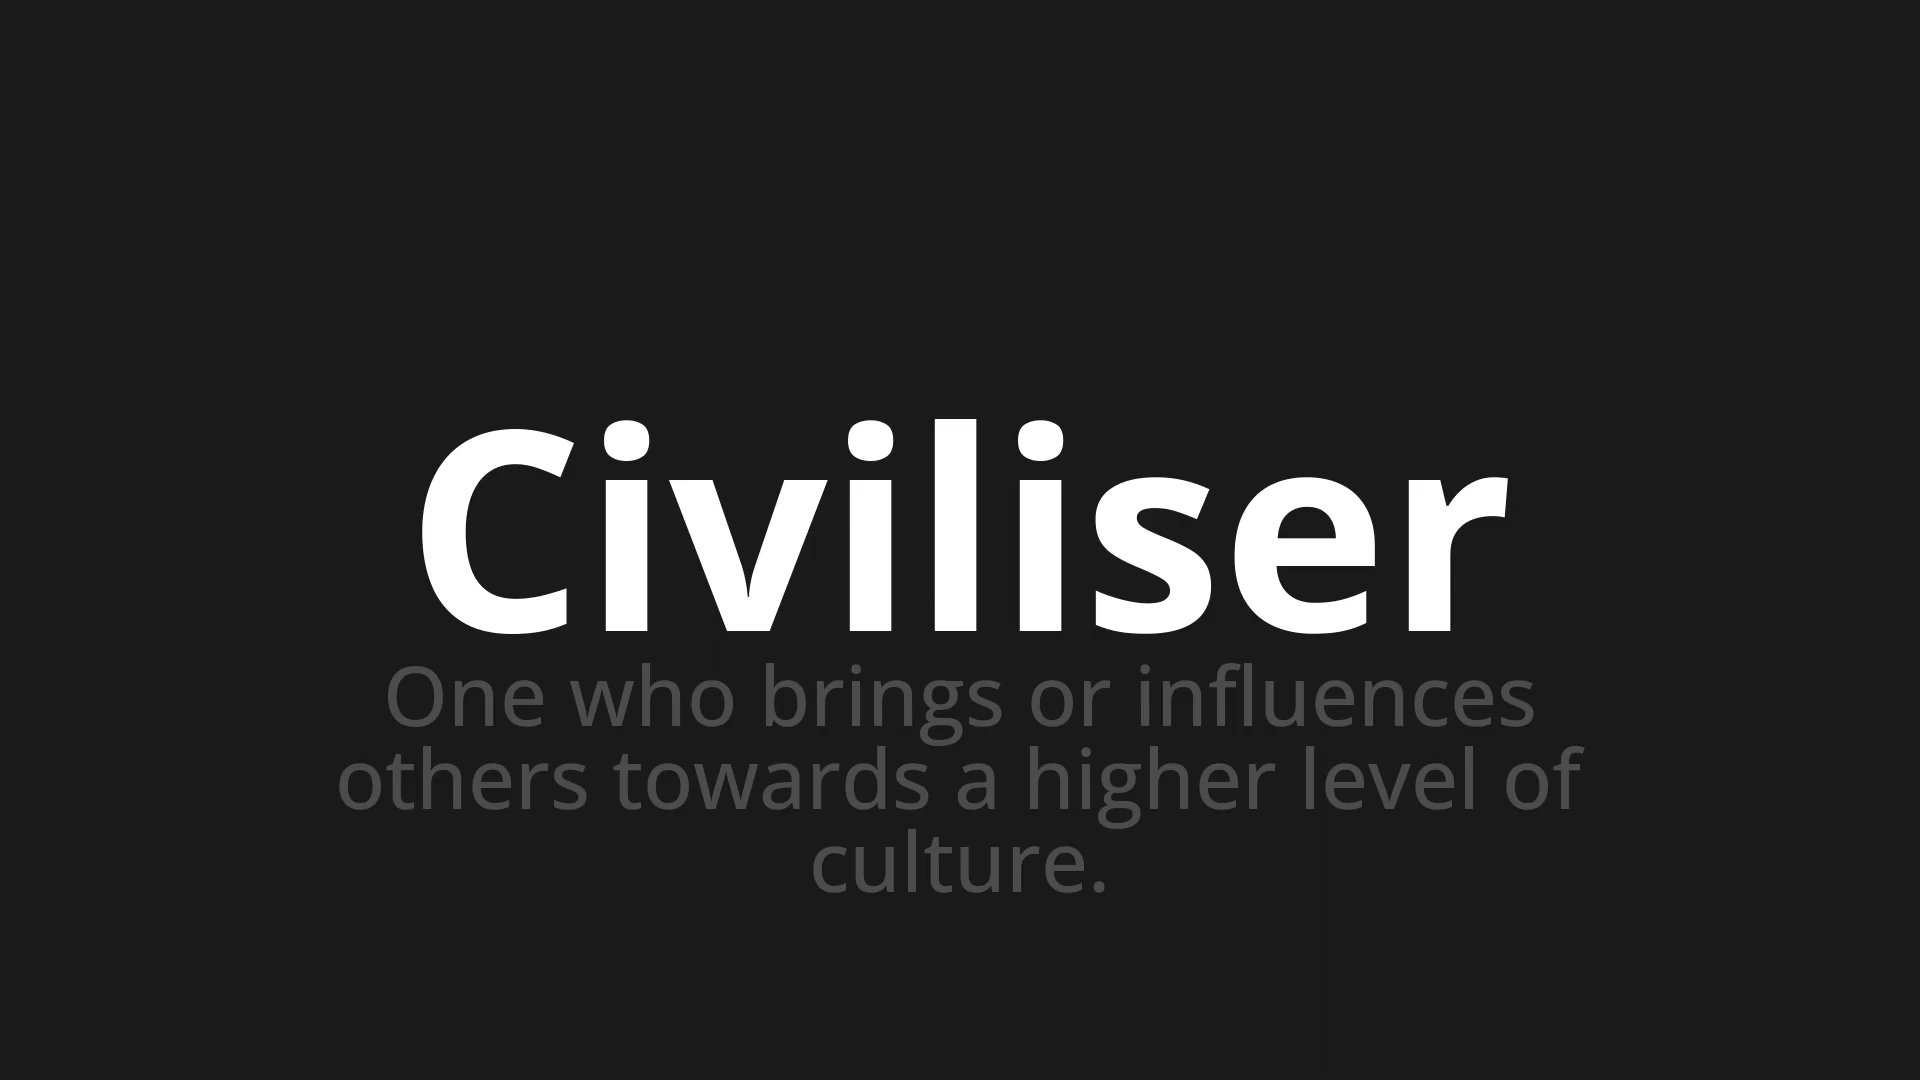 Civiliser
One who brings or influences
others towards a higher level of
culture.